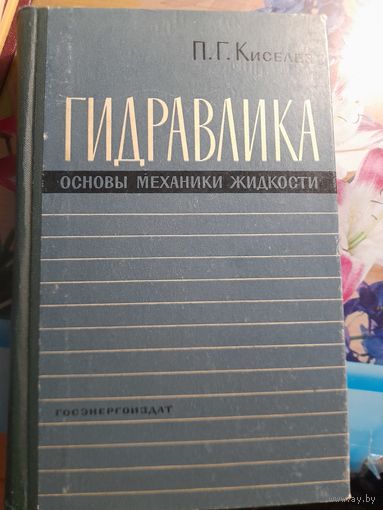 П. Г. КИСЕЛЕВ
ГИДРАВЛИКА
ОСНОВЫ МЕХАНИКИ ЖИДКОСТИ
ГОСЭНЕРГОИЗДАТ
ay.by